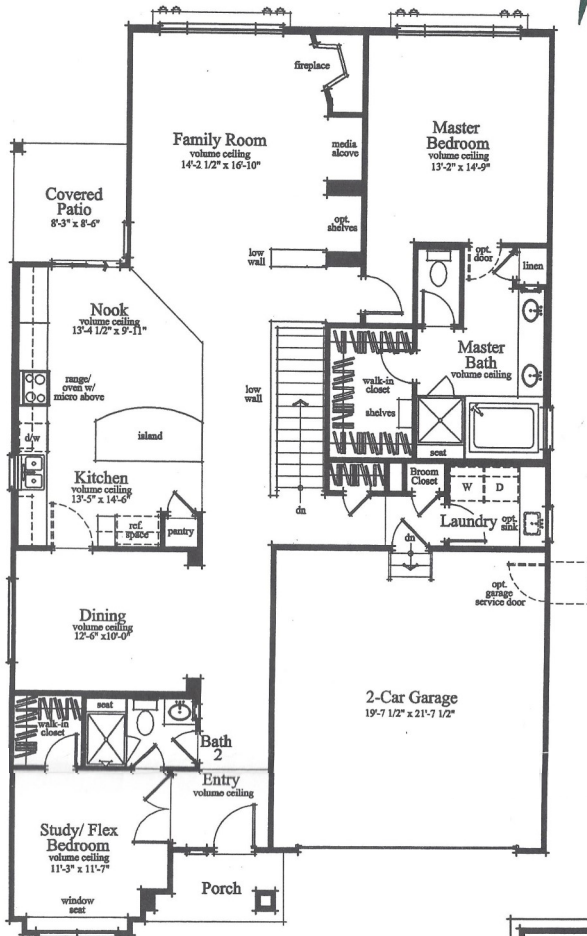 fireplace
Family Room
volume ceiling
14'-2 1/2" x 16'-10"
media
alcove
Master
Bedroom
volume ceiling
13'-2" x 14'-9"
Covered
Patio
8'-3" x 8'-6"
opt.
shelves
low
wall
opt.
door
linen
Nook
volume ceiling
13'-4 1/2" x 9'-11"
Master
Bath
volume ceiling
range/
oven w/
micro above
low
wall
walk-in
closet
shelves
island
d/w
seat
Kitchen
volume ceiling
13'-5" x 14'-6"
Broom
Closet
W
D
ref.
space
pantry
dn
Laundry
opt.
sink
dn
opt.
garage
service door
Dining
volume ceiling
12'-6" x10'-0"
2-Car Garage
19'-7 1/2" x 21'-7 1/2"
walk-in
closet
seat
Bath
2
Entry
volume ceiling
Study/ Flex
Bedroom
volume ceiling
11'-3" x 11'-7"
window
seat
Porch